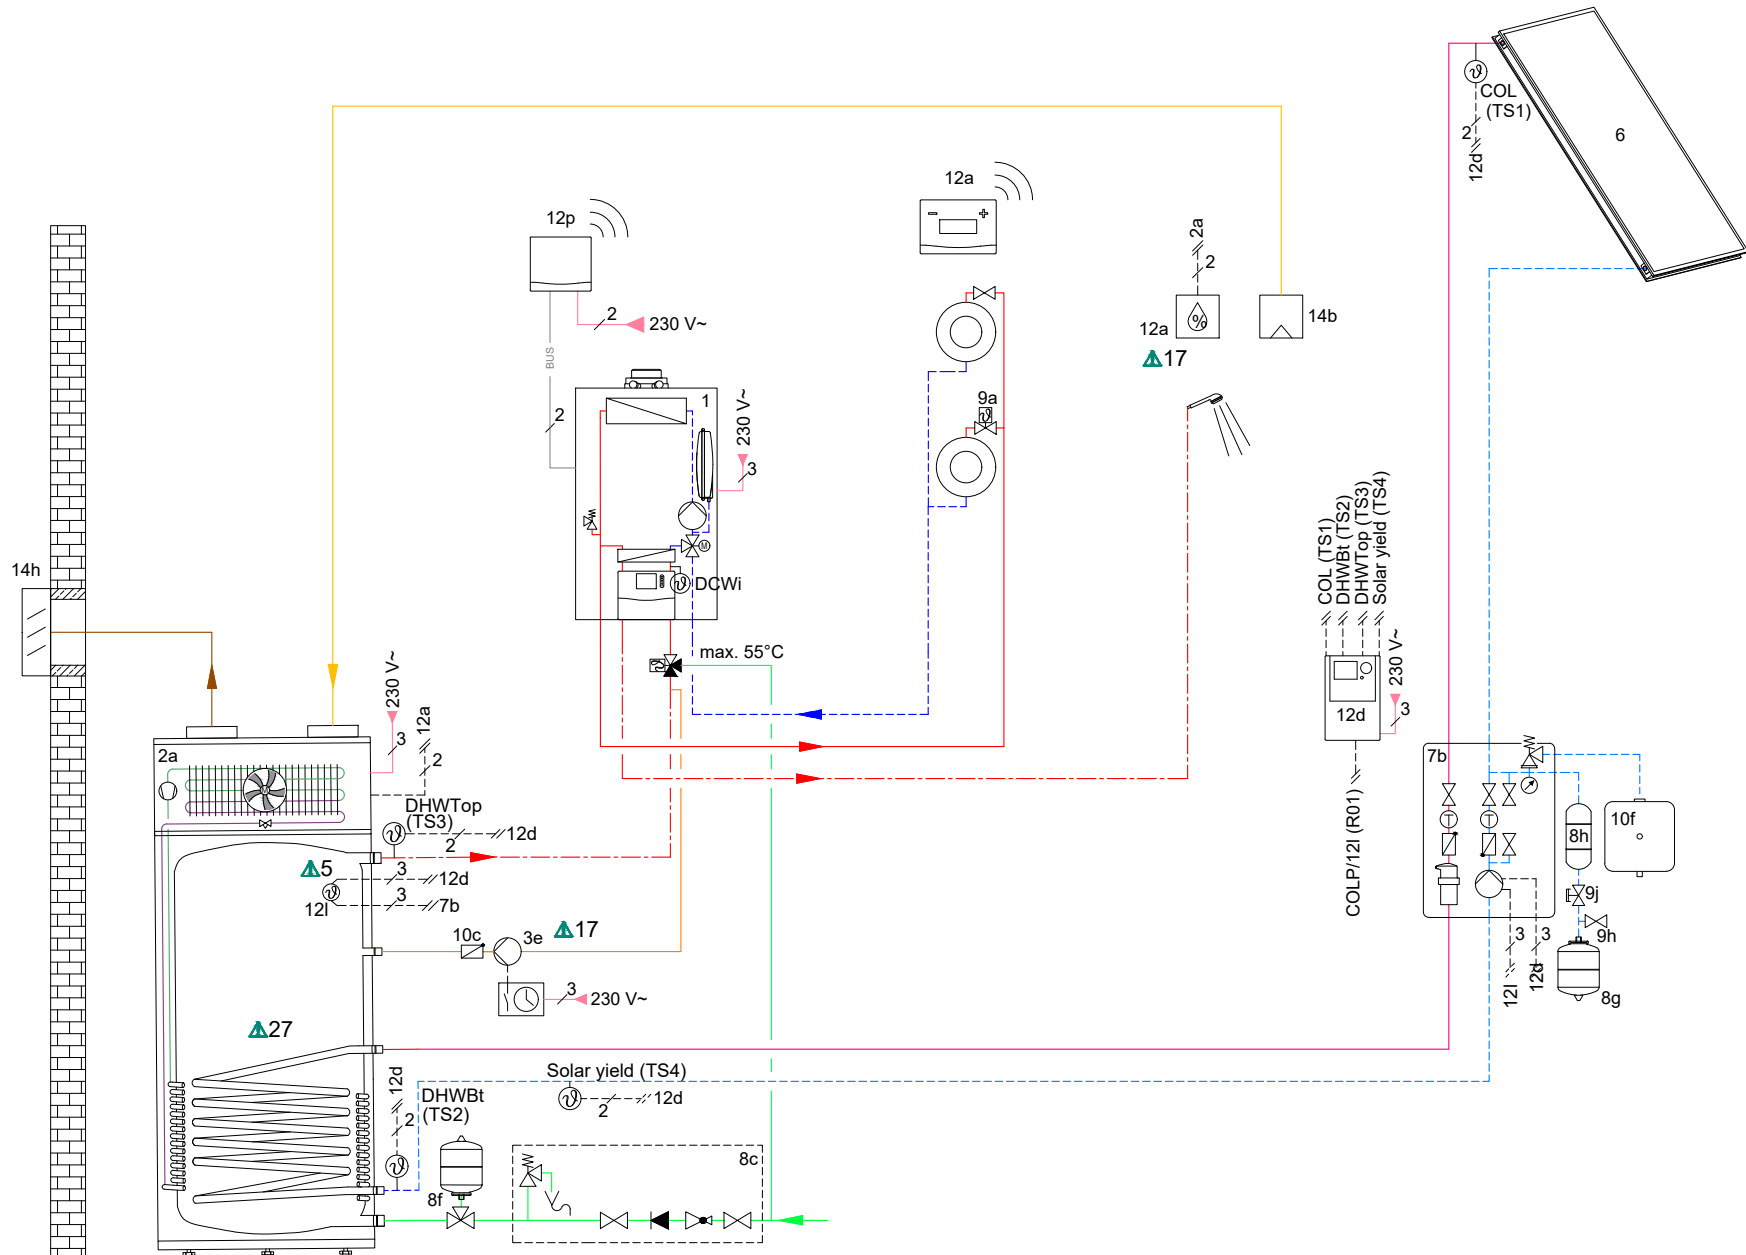 COL
(TS1)
2
12d
6
12p
12a
2
230 V~
BUS
2
1
230 V~
3
9a
2a
2
12a
%
17
14b
DCWi
max. 55°C
M
14h
2a
M
230 V~
3
12a
2
DHWTop
(TS3)
2
12d
5
3
12d
12l
3
7b
10c
3e
17
3
230 V~
27
12d
2
DHWBt
(TS2)
Solar yield (TS4)
2
12d
8f
8c
COL (TS1)
DHWBt (TS2)
DHWTop (TS3)
Solar yield (TS4)
12d
230 V~
3
COLP/12l (R01)
7b
T
T
8h
10f
9j
9h
8g
3
12l
3
12d